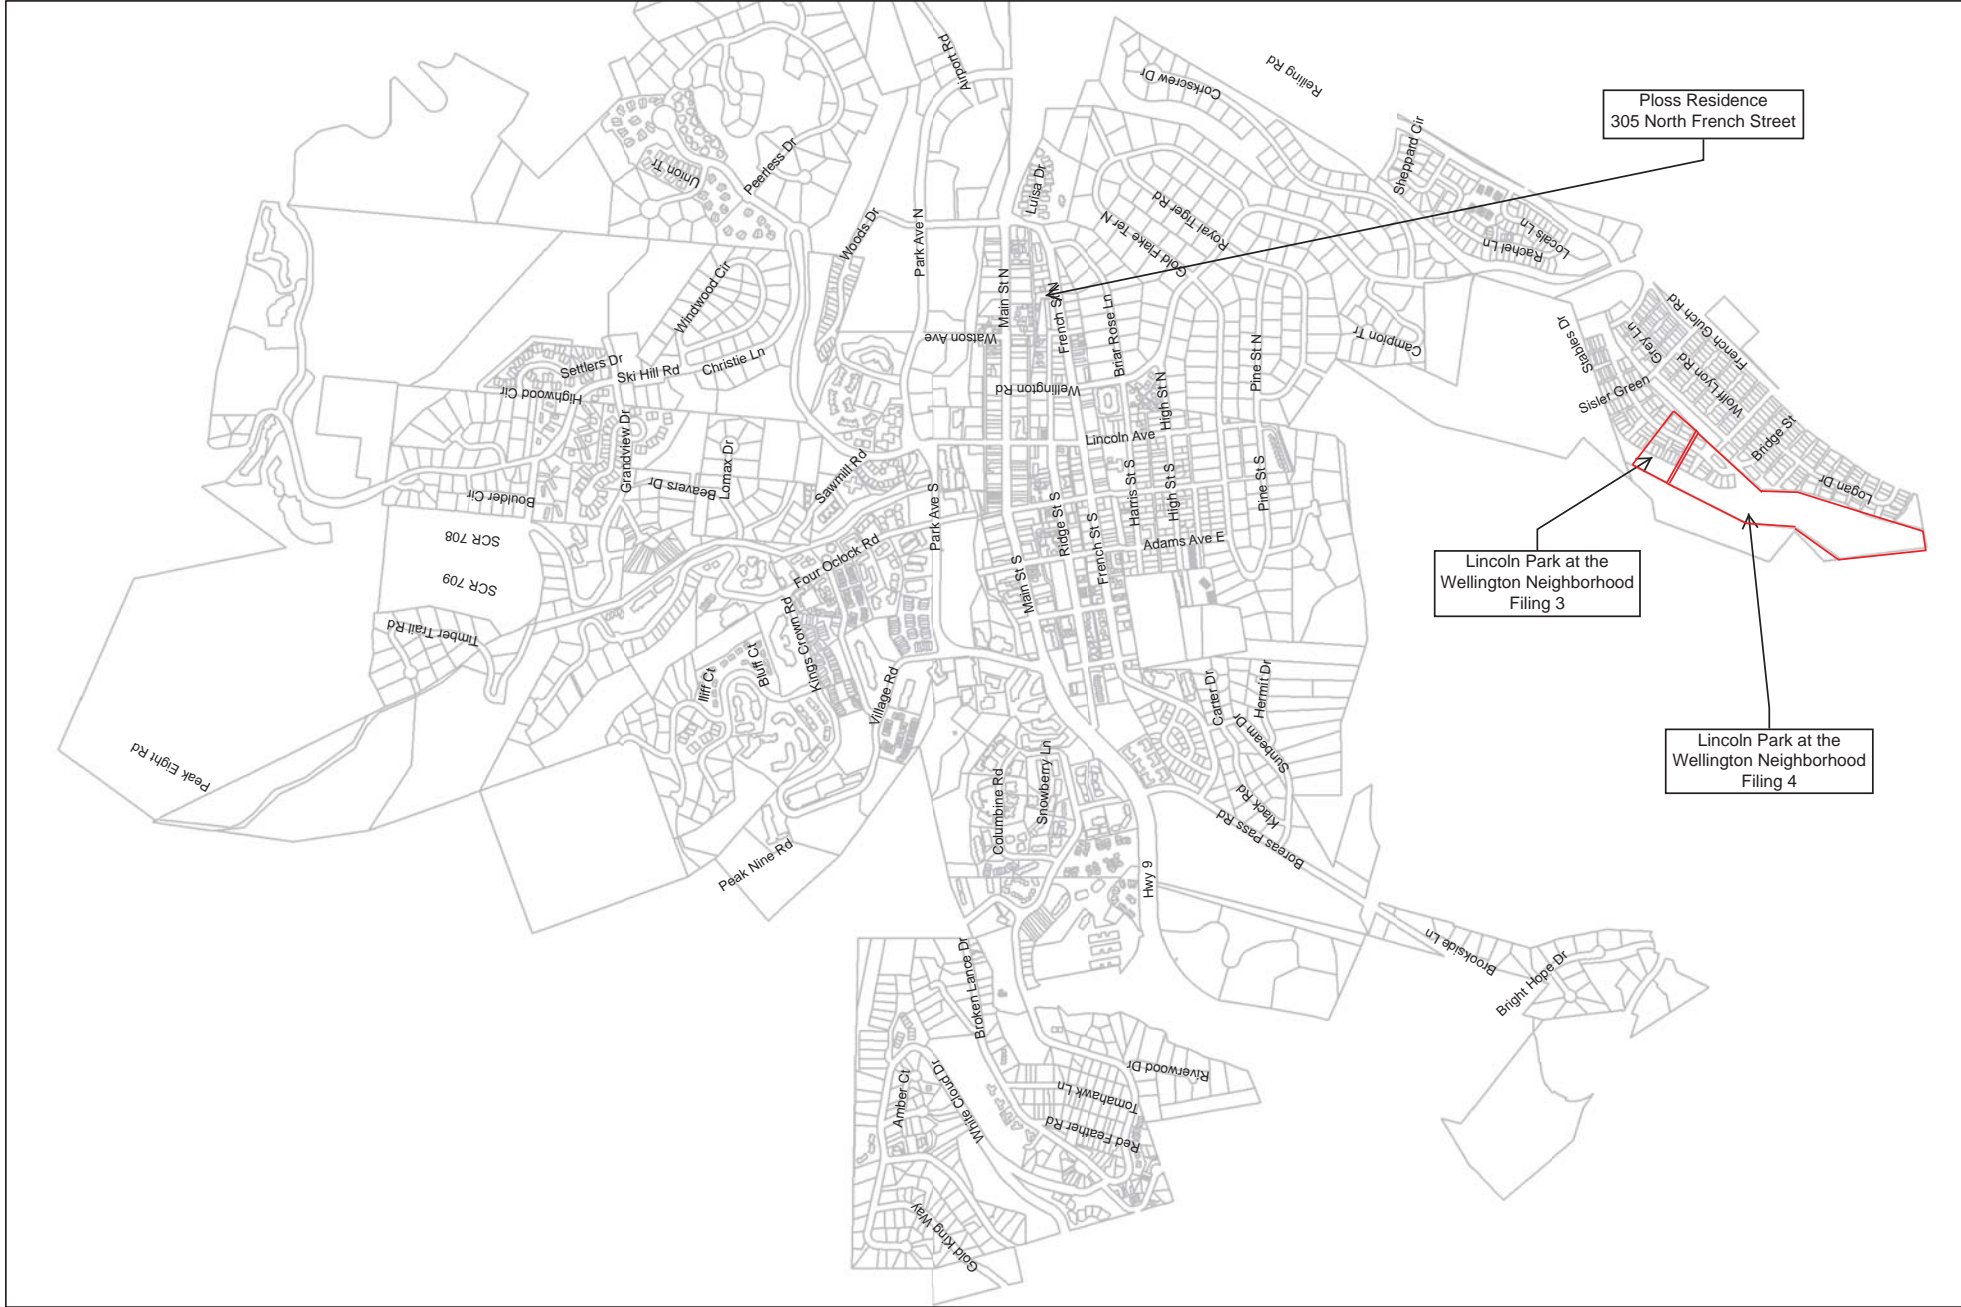 Airport Rd
Corkscrew Dr
Reiling Rd
Ploss Residence
305 North French Street
Sheppard Cir
Union Tr
Peerless Dr
Luisa Dr
Royal Tiger Rd
Gold Flake Ter N
Locals Ln
Rachel Ln
Woods Dr
Park Ave N
Windwood Cir
Main St N
French St N
Watson Ave
Briar Rose Ln
Campion Tr
Pine St N
Stables Dr
Grey Ln
French Gulch Rd
Settlers Dr
Ski Hill Rd
Christie Ln
Highwood Cir
Wellington Rd
High St N
Sisler Green
Wolff Lyon Rd
Grandview Dr
Lincoln Ave
Bridge St
Lomax Dr
Beavers Dr
Sawmill Rd
Boulder Cir
Park Ave S
Ridge St S
Harris St S
High St S
Pine St S
Logan Dr
SCR 708
SCR 709
Four Oclock Rd
French St S
Adams Ave E
Main St S
Lincoln Park at the
Wellington Neighborhood
Filing 3
Timber Trail Rd
Kings Crown Rd
Bluff Ct
Iliff Ct
Village Rd
Carter Dr
Hermit Dr
Sunbeam Dr
Lincoln Park at the
Wellington Neighborhood
Filing 4
Peak Eight Rd
Columbine Rd
Snowberry Ln
Klack Rd
Boreas Pass Rd
Peak Nine Rd
Hwy 9
Broken Lance Dr
Brookside Ln
Bright Hope Dr
Amber Ct
White Cloud Dr
Riverwood Dr
Tomahawk Ln
Red Feather Rd
Gold King Way